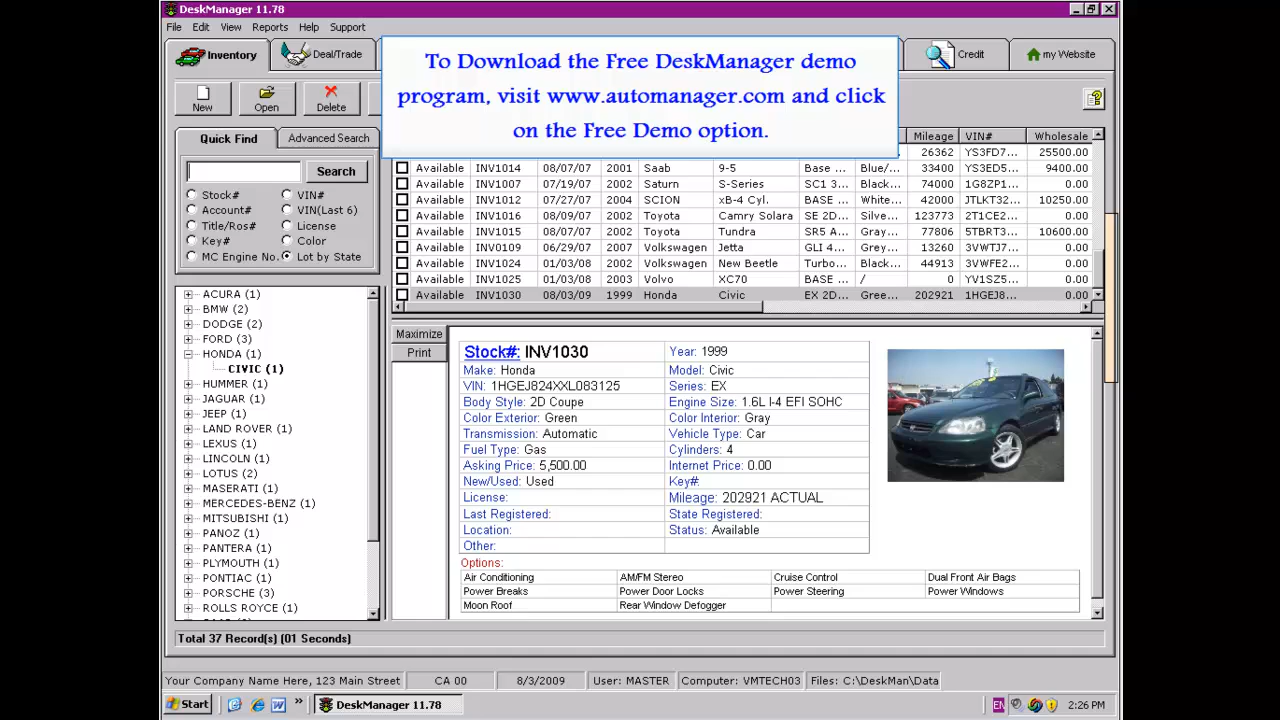 DeskManager 11.78
File Edit View Reports Help Support
Inventory Deal/Trade Credit my Website
To Download the Free DeskManager demo
program, visit www.automanager.com and click
on the Free Demo option.
New Open Delete
Quick Find Advanced Search
Search
Stock# VIN#
Account# VIN(Last 6)
Title/Ros# License
Key# Color
MC Engine No. Lot by State
Mileage VIN# Wholesale
26362 YS3FD7... 25500.00
Available INV1014 08/07/07 2001 Saab 9-5 Base ... Blue/... 33400 YS3ED5... 9400.00
Available INV1007 07/19/07 2002 Saturn S-Series SC1 3... Black... 74000 1G8ZP1... 0.00
Available INV1012 07/27/07 2004 SCION xB-4 Cyl. BASE ... White... 42000 JTLKT32... 10250.00
Available INV1016 08/09/07 2002 Toyota Camry Solara SE 2D... Silve... 123773 2T1CE2... 0.00
Available INV1015 08/07/07 2002 Toyota Tundra SR5 A... Gray... 77806 5TBRT3... 10600.00
Available INV0109 06/29/07 2007 Volkswagen Jetta GLI 4... Grey... 13260 3VWTJ7... 0.00
Available INV1024 01/03/08 2002 Volkswagen New Beetle Turbo... Black... 44913 3VWFE2... 0.00
Available INV1025 01/03/08 2003 Volvo XC70 BASE ... / 0 YV1SZ5... 0.00
Available INV1030 08/03/09 1999 Honda Civic EX 2D... Gree... 202921 1HGEJ8... 0.00
ACURA (1)
BMW (2)
DODGE (2)
FORD (3)
HONDA (1)
CIVIC (1)
HUMMER (1)
JAGUAR (1)
JEEP (1)
LAND ROVER (1)
LEXUS (1)
LINCOLN (1)
LOTUS (2)
MASERATI (1)
MERCEDES-BENZ (1)
MITSUBISHI (1)
PANOZ (1)
PANTERA (1)
PLYMOUTH (1)
PONTIAC (1)
PORSCHE (3)
ROLLS ROYCE (1)
Maximize
Print
Stock#: INV1030 Year: 1999
Make: Honda Model: Civic
VIN: 1HGEJ824XXL083125 Series: EX
Body Style: 2D Coupe Engine Size: 1.6L I-4 EFI SOHC
Color Exterior: Green Color Interior: Gray
Transmission: Automatic Vehicle Type: Car
Fuel Type: Gas Cylinders: 4
Asking Price: 5,500.00 Internet Price: 0.00
New/Used: Used Key#:
License: Mileage: 202921 ACTUAL
Last Registered: State Registered:
Location: Status: Available
Other:
Options:
Air Conditioning AM/FM Stereo Cruise Control Dual Front Air Bags
Power Breaks Power Door Locks Power Steering Power Windows
Moon Roof Rear Window Defogger
Total 37 Record(s) (01 Seconds)
Your Company Name Here, 123 Main Street CA 00 8/3/2009 User: MASTER Computer: VMTECH03 Files: C:\DeskMan\Data
Start » DeskManager 11.78 EN 2:26 PM